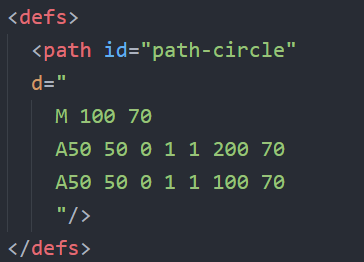 <defs>
<path id="path-circle"
d="
M 100 70
A50 50 0 1 1 200 70
A50 50 0 1 1 100 70
"/>
</defs>